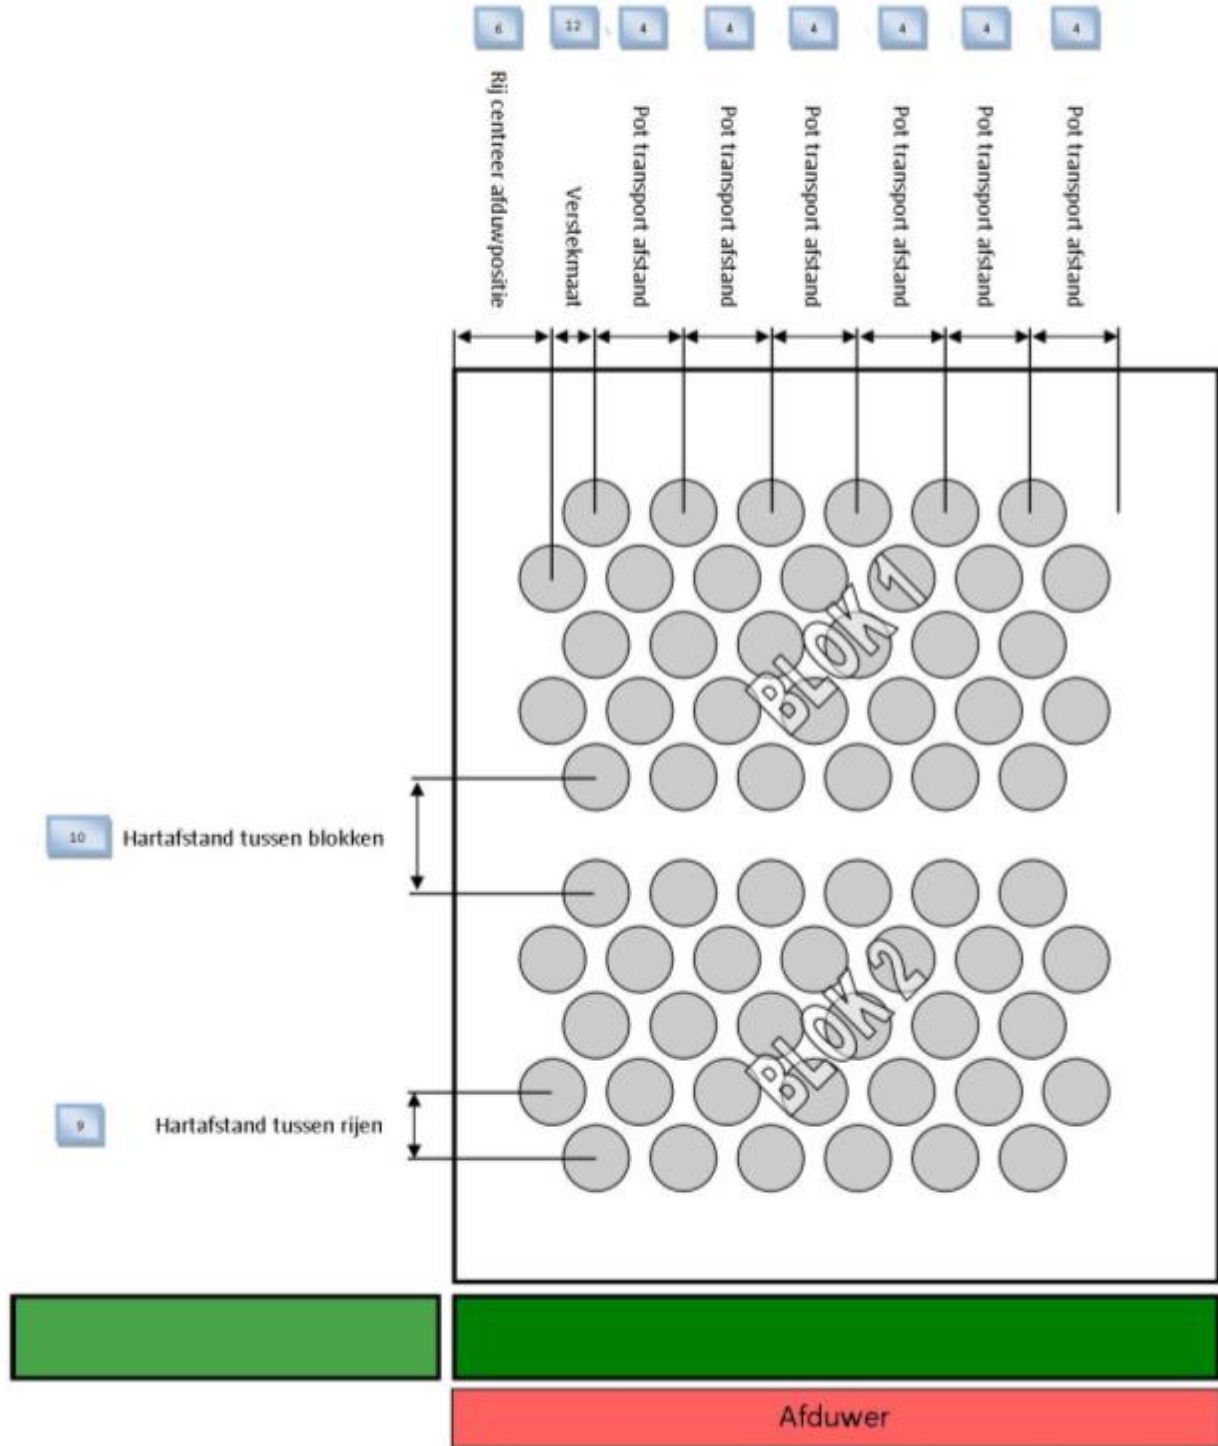 6
12
4
4
4
4
4
4
Rij centreer afduwpositie
Verstekmaat
Pot transport afstand
Pot transport afstand
Pot transport afstand
Pot transport afstand
Pot transport afstand
Pot transport afstand
BLOK 1
10
Hartafstand tussen blokken
BLOK 2
9
Hartafstand tussen rijen
Afduwer